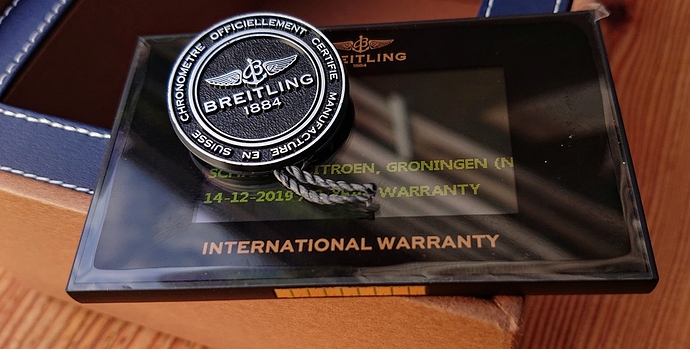 CHRONOMETRE OFFICIELLEMENT CERTIFIE MANUFACTURE EN SUISSE
BREITLING
1884
BREITLING
1884
ITROEN, GRONINGEN (N
14-12-2019
WARRANTY
INTERNATIONAL WARRANTY